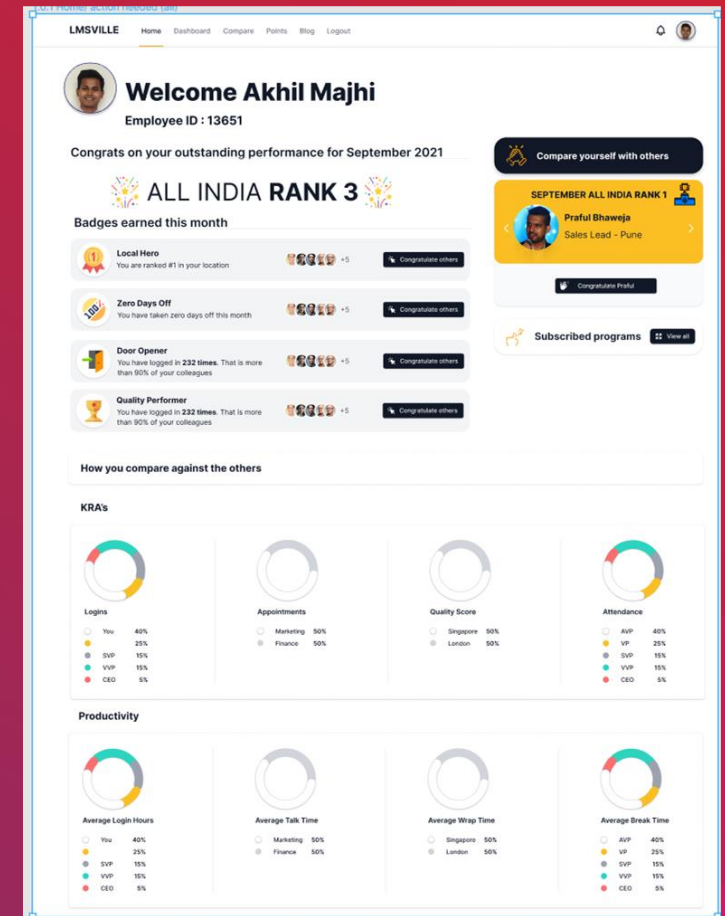 1.0.1 Home/ action needed (all)
LMSVILLE Home Dashboard Compare Points Blog Logout
Welcome Akhil Majhi
Employee ID : 13651
Congrats on your outstanding performance for September 2021
ALL INDIA RANK 3
Badges earned this month
Local Hero
You are ranked #1 in your location
+5
Congratulate others
Zero Days Off
You have taken zero days off this month
+5
Congratulate others
Door Opener
You have logged in 232 times. That is more
than 90% of your colleagues
+5
Congratulate others
Quality Performer
You have logged in 232 times. That is more
than 90% of your colleagues
+5
Congratulate others
Compare yourself with others
SEPTEMBER ALL INDIA RANK 1
Praful Bhaweja
Sales Lead - Pune
Congratulate Praful
Subscribed programs
View all
How you compare against the others
KRA's
Logins
You 40%
25%
SVP 15%
VVP 15%
CEO 5%
Appointments
Marketing 50%
Finance 50%
Quality Score
Singapore 50%
London 50%
Attendance
AVP 40%
VP 25%
SVP 15%
VVP 15%
CEO 5%
Productivity
Average Login Hours
You 40%
25%
SVP 15%
VVP 15%
CEO 5%
Average Talk Time
Marketing 50%
Finance 50%
Average Wrap Time
Singaporo 50%
London 50%
Average Break Time
AVP 40%
VP 25%
SVP 15%
VVP 15%
CEO 5%